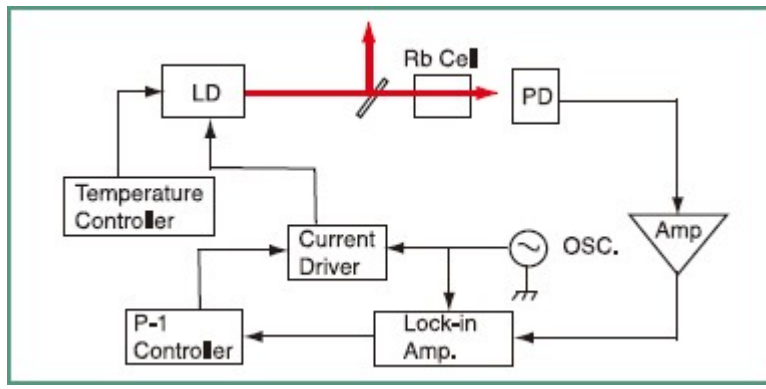 Rb Cell
LD
PD
Temperature
Controller
Amp
Current
Driver
OSC.
P-1
Controller
Lock-in
Amp.